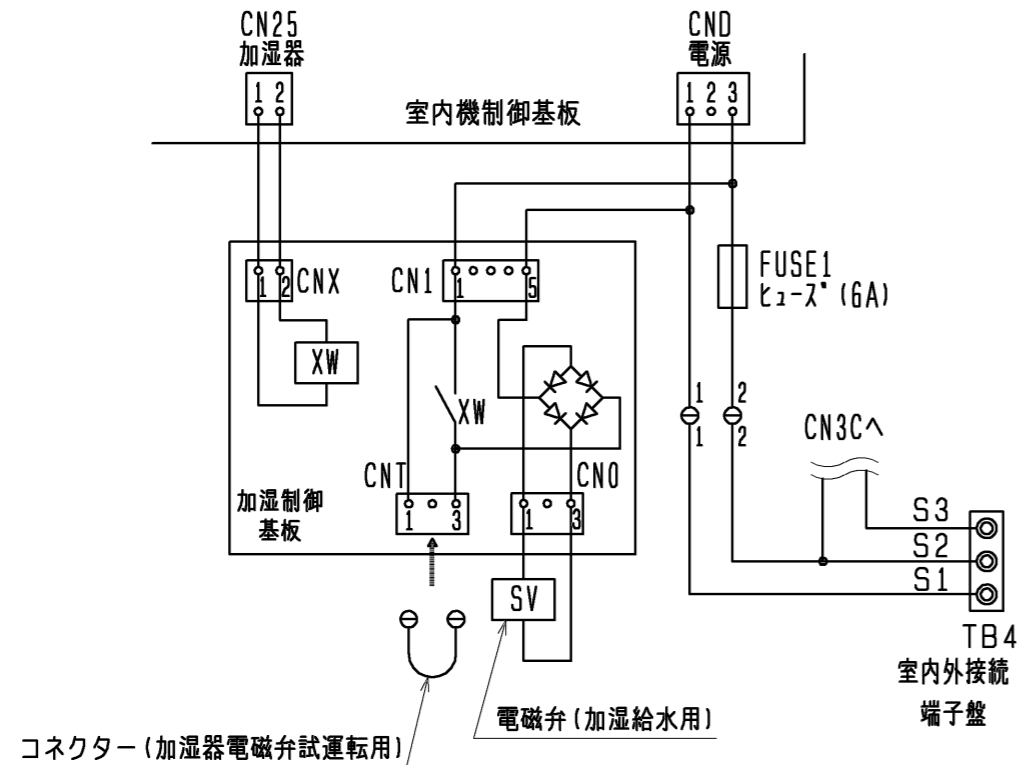 CN25
加湿器
1 2
CND
電源
1 2 3
室内機制御基板
CNX
1 2
CN1
1 5
FUSE1
ヒューズ(6A)
XW
XW
1 2
1 2
CN3Cへ
CNT
1 3
CNO
1 3
加湿制御
基板
S3
S2
S1
SV
TB4
室内外接続
端子盤
電磁弁(加湿給水用)
コネクター(加湿器電磁弁試運転用)